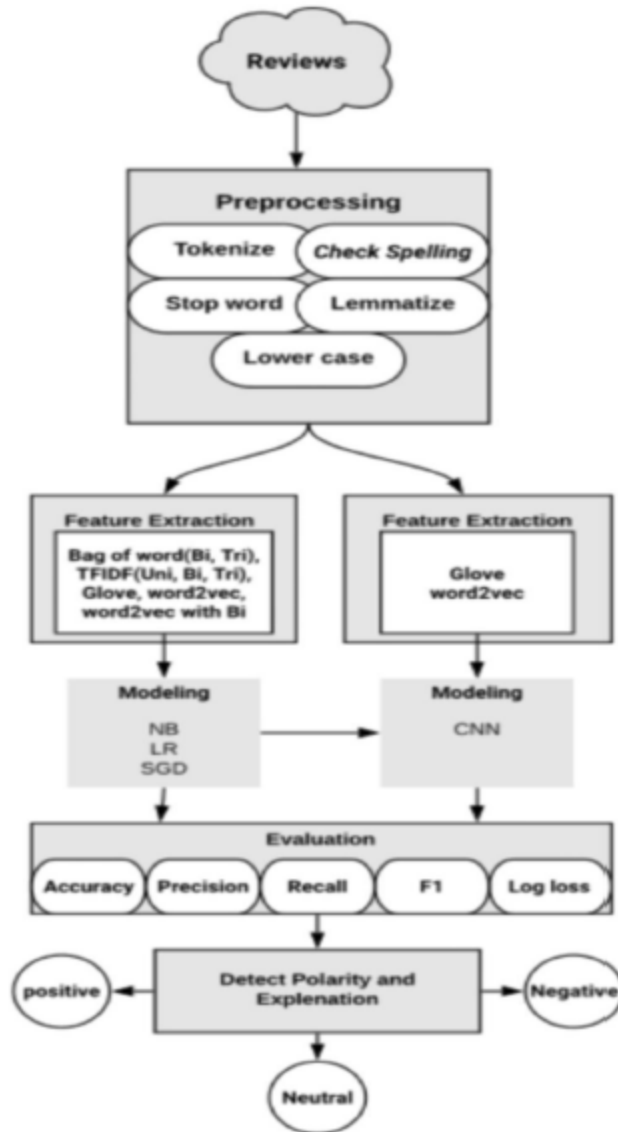 Reviews
Preprocessing
Tokenize
Check Spelling
Stop word
Lemmatize
Lower case
Feature Extraction
Bag of word(Bi, Tri),
TFIDF(Uni, Bi, Tri),
Glove, word2vec,
word2vec with Bi
Feature Extraction
Glove
word2vec
Modeling
NB
LR
SGD
Modeling
CNN
Evaluation
Accuracy
Precision
Recall
F1
Log loss
Detect Polarity and
Explenation
positive
Negative
Neutral